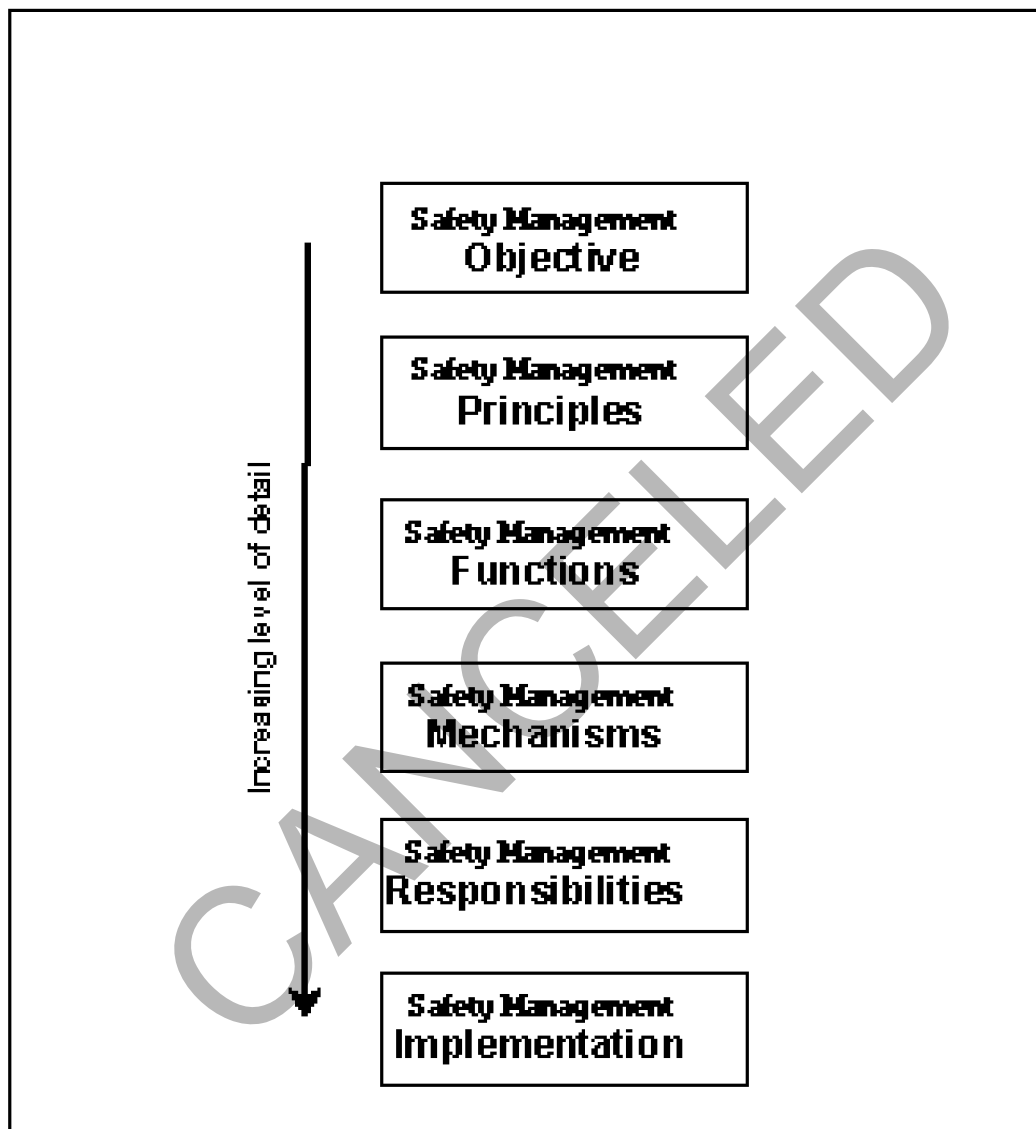 Safety Management
Objective
Safety Management
Principles
Safety Management
Functions
Safety Management
Mechanisms
Safety Management
Responsibilities
Safety Management
Implementation
Increasing level of detail
CANCELED